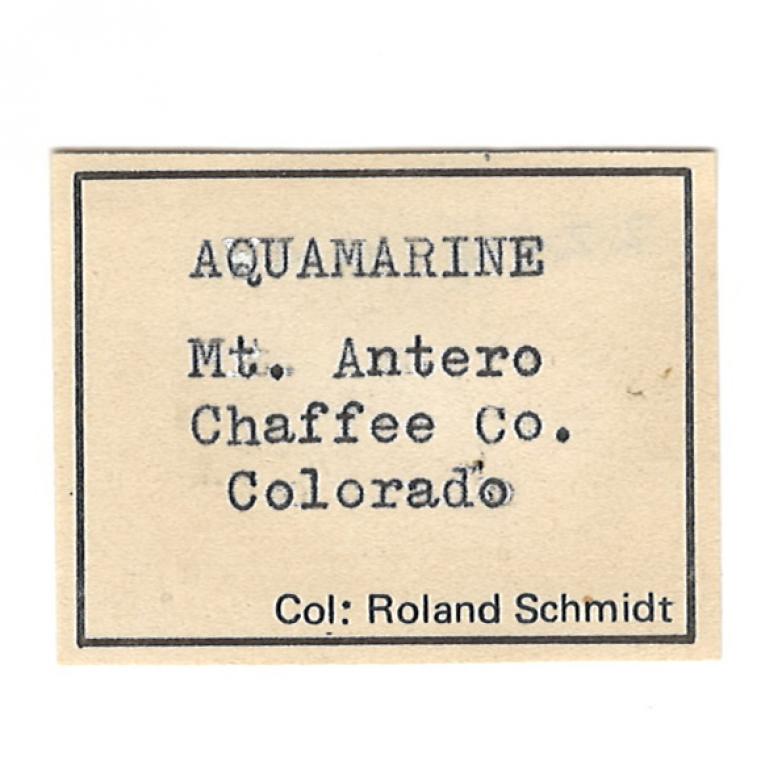 AQUAMARINE
Mt. Antero
Chaffee Co.
Colorado
Col: Roland Schmidt